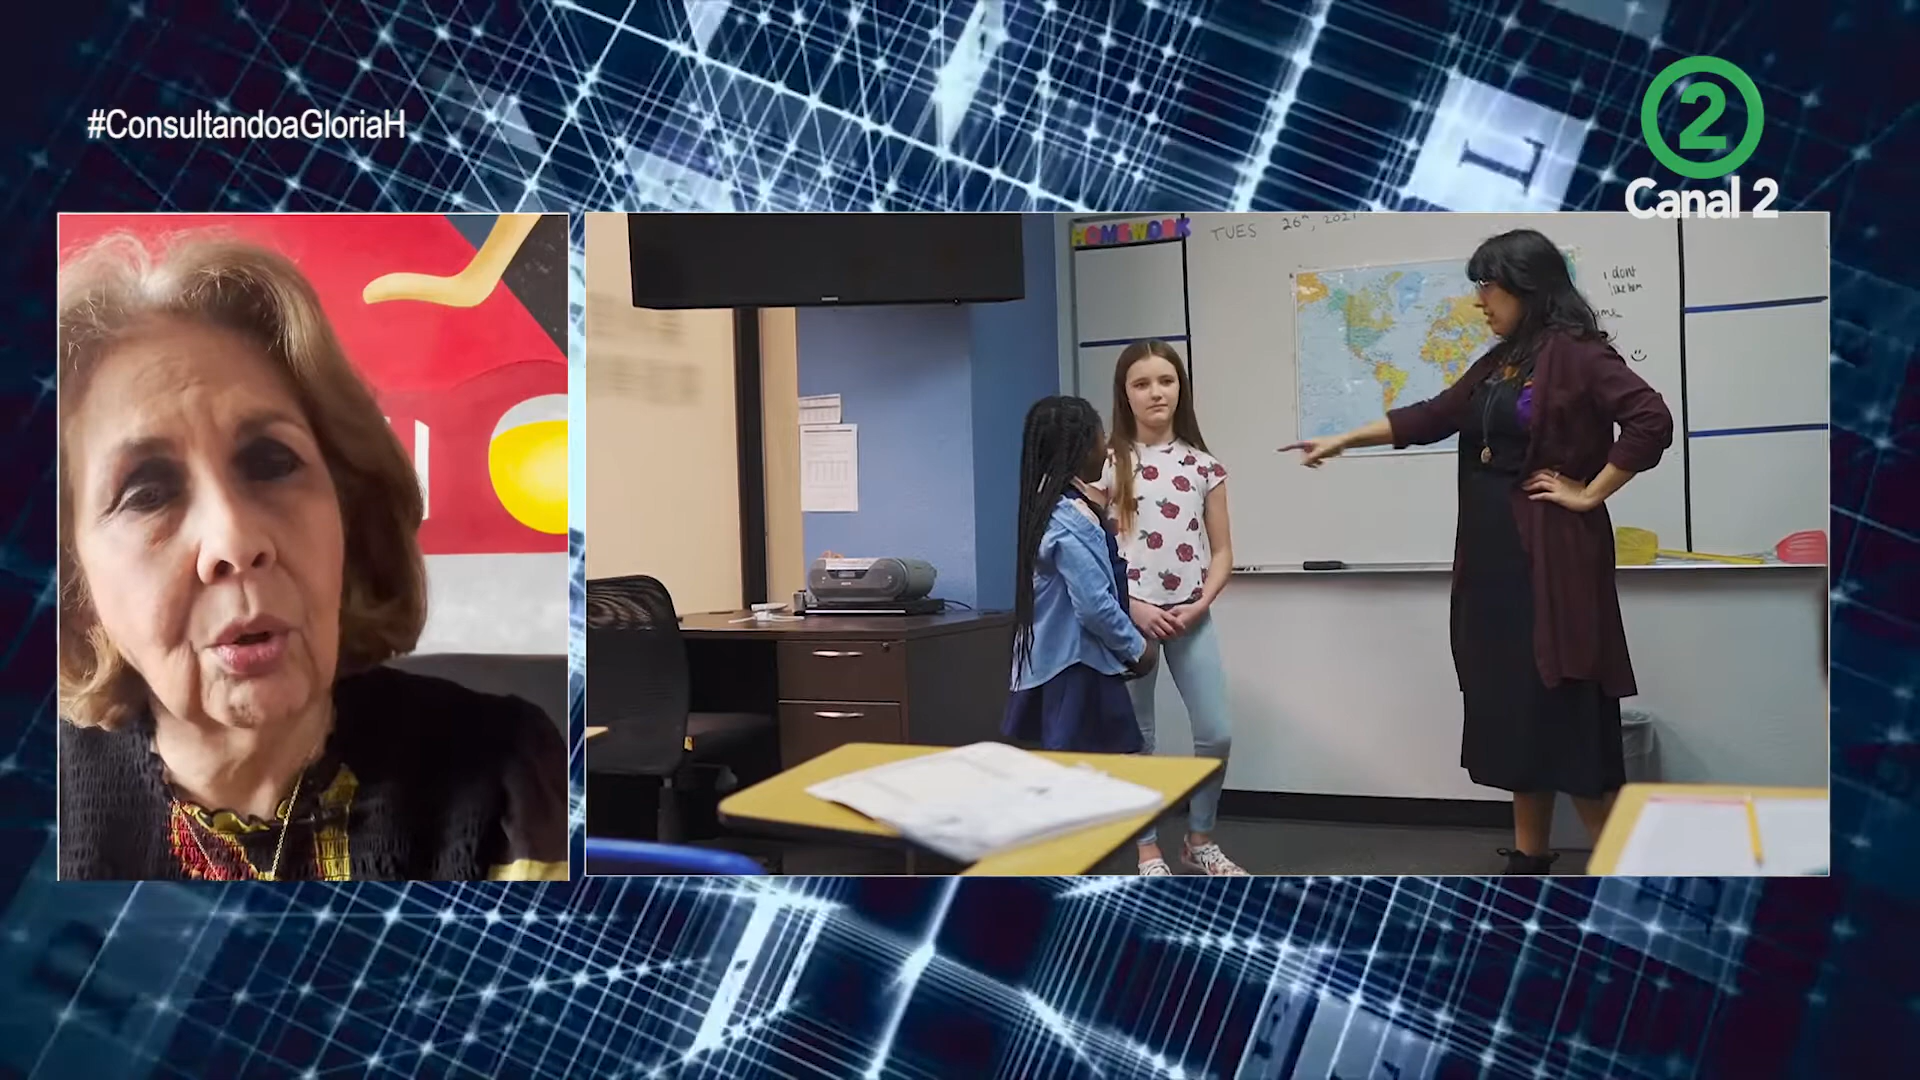 #ConsultandoaGloriaH
2
Canal 2
HOMEWORK
TUES 26th, 2021
i dont
like him
L